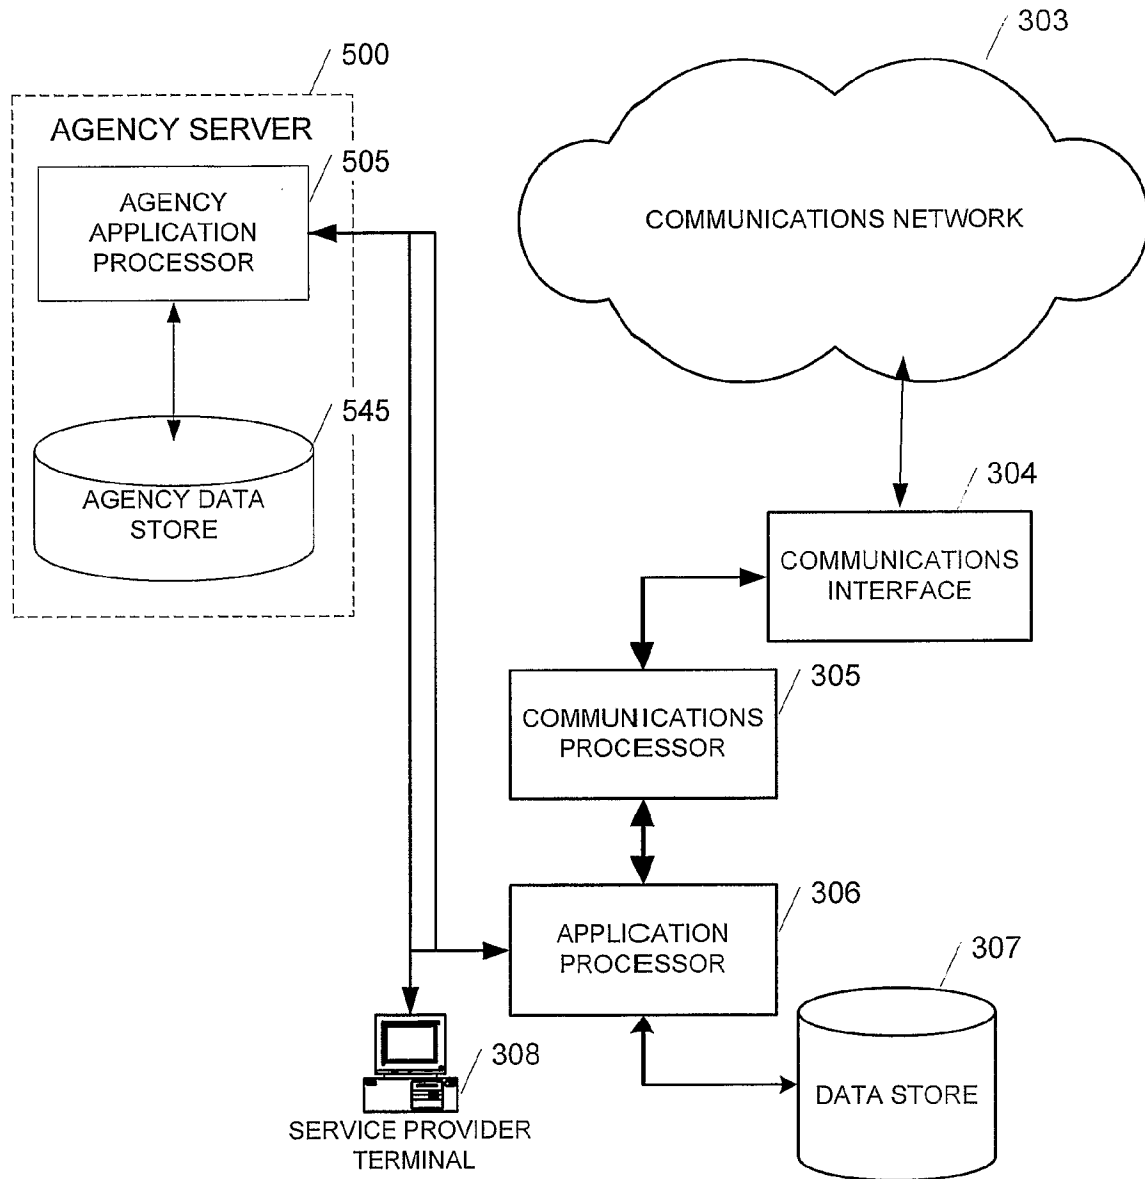 500
303
AGENCY SERVER
505
AGENCY
APPLICATION
PROCESSOR
COMMUNICATIONS NETWORK
545
AGENCY DATA
STORE
304
COMMUNICATIONS
INTERFACE
305
COMMUNICATIONS
PROCESSOR
306
APPLICATION
PROCESSOR
307
DATA STORE
308
SERVICE PROVIDER
TERMINAL